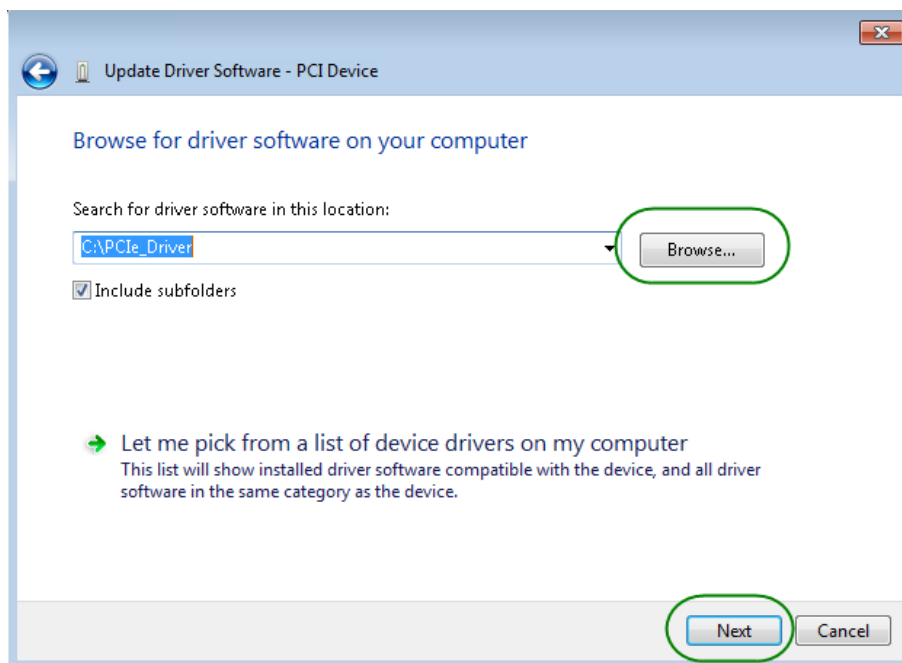 Update Driver Software - PCI Device
Browse for driver software on your computer
Search for driver software in this location:
C:\PCIe_Driver
Browse...
Include subfolders
Let me pick from a list of device drivers on my computer
This list will show installed driver software compatible with the device, and all driver
software in the same category as the device.
Next
Cancel